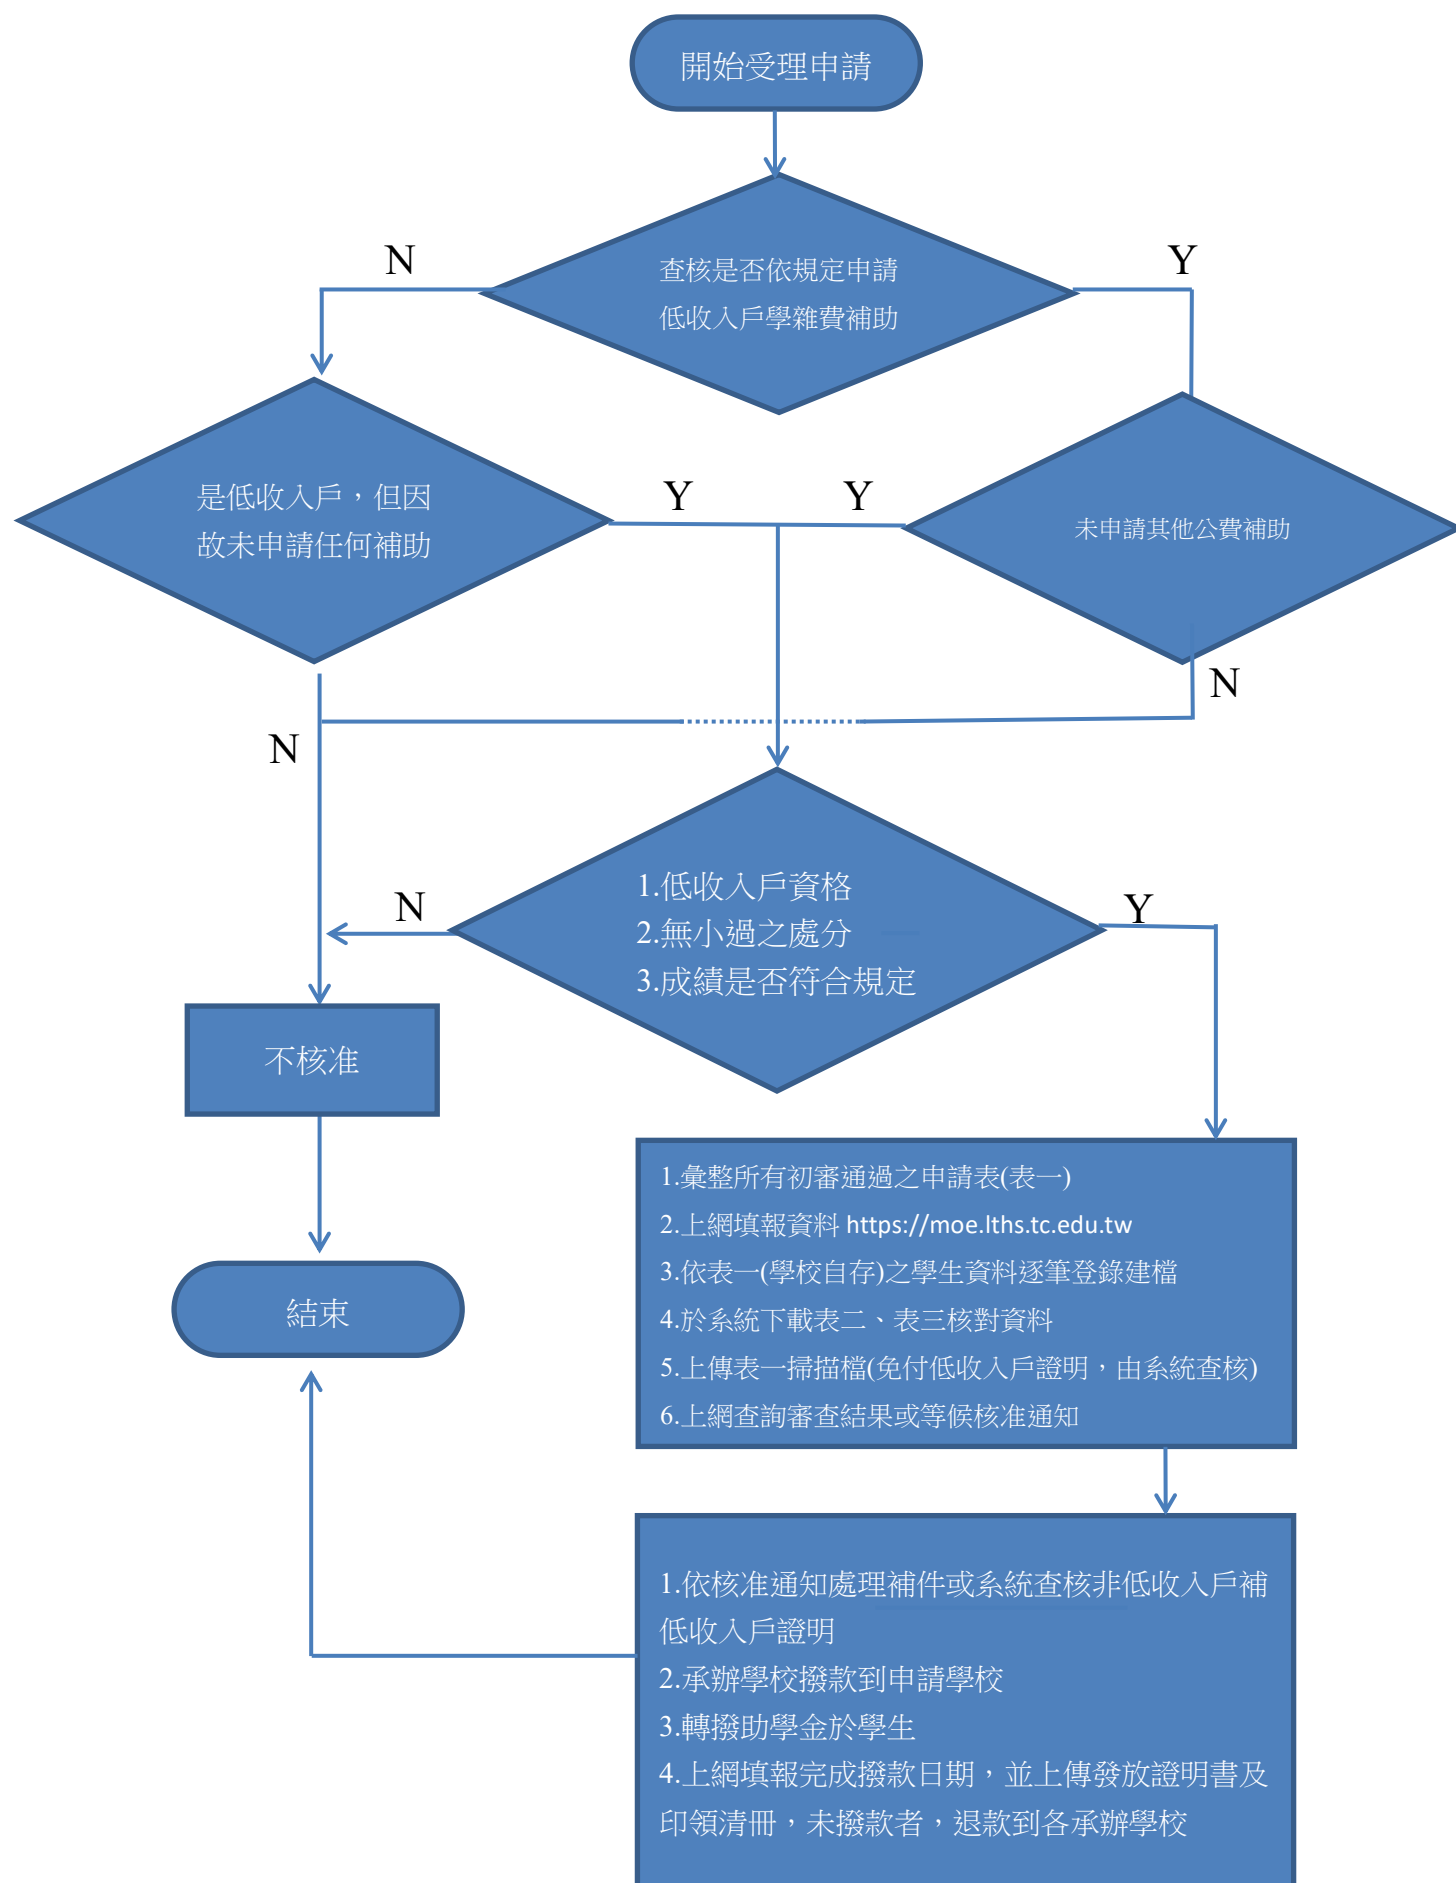 開始受理申請
N
Y
查核是否依規定申請
低收入戶學雜費補助
是低收入戶，但因
故未申請任何補助
Y
Y
未申請其他公費補助
N
N
N
1.低收入戶資格
2.無小過之處分
3.成績是否符合規定
Y
不核准
1.彙整所有初審通過之申請表(表一)
2.上網填報資料 https://moe.lths.tc.edu.tw
3.依表一(學校自存)之學生資料逐筆登錄建檔
4.於系統下載表二、表三核對資料
5.上傳表一掃描檔(免付低收入戶證明，由系統查核)
6.上網查詢審查結果或等候核准通知
結束
1.依核准通知處理補件或系統查核非低收入戶補
低收入戶證明
2.承辦學校撥款到申請學校
3.轉撥助學金於學生
4.上網填報完成撥款日期，並上傳發放證明書及
印領清冊，未撥款者，退款到各承辦學校